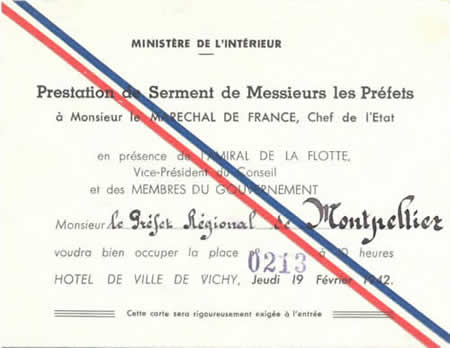 MINISTÈRE DE L'INTÉRIEUR
Prestation de Serment de Messieurs les Préfets
à Monsieur le MARECHAL DE FRANCE, Chef de l'Etat
en présence de l'AMIRAL DE LA FLOTTE,
Vice-Président du Conseil
et des MEMBRES DU GOUVERNEMENT
Monsieur le Préfet Régional de Montpellier
voudra bien occuper la place 0213 à heures
HOTEL DE VILLE DE VICHY, Jeudi 19 Février 1942.
Cette carte sera rigoureusement exigée à l'entrée